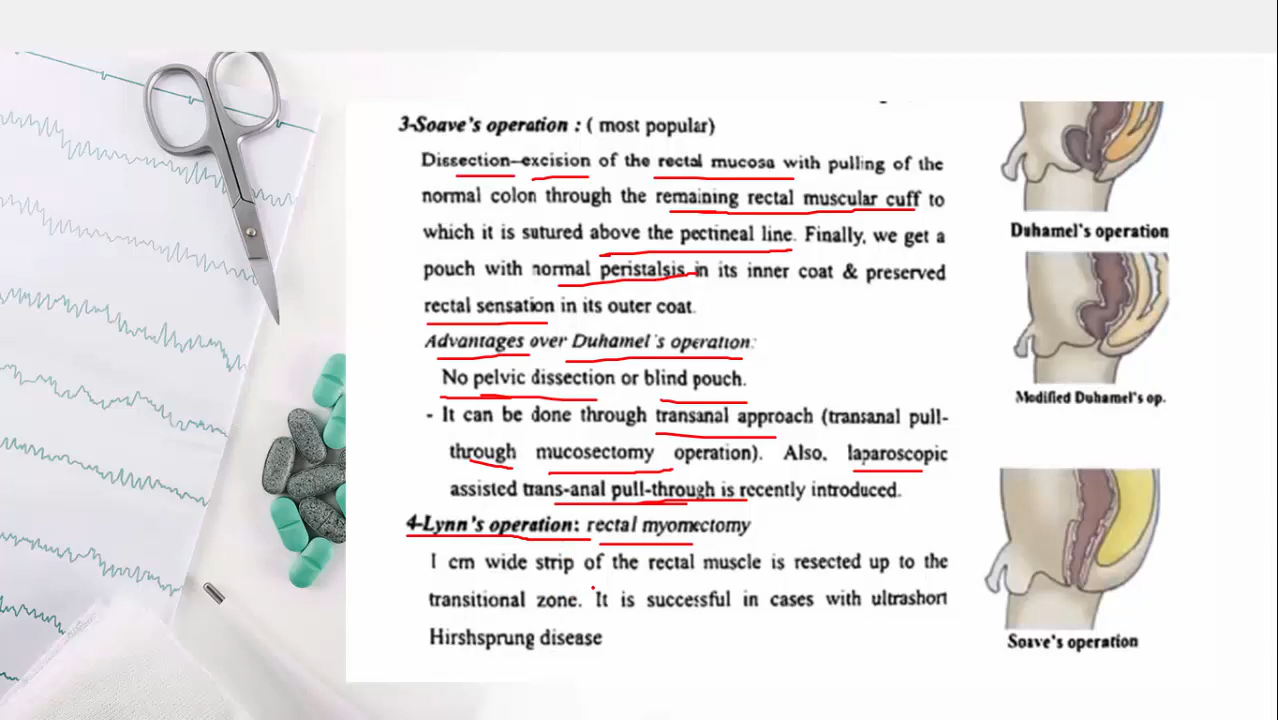 3-Soave's operation : ( most popular)
Dissection–excision of the rectal mucosa with pulling of the
normal colon through the remaining rectal muscular cuff to
which it is sutured above the pectineal line. Finally, we get a
pouch with normal peristalsis in its inner coat & preserved
rectal sensation in its outer coat.
Advantages over Duhamel's operation:
No pelvic dissection or blind pouch.
- It can be done through transanal approach (transanal pull-
through mucosectomy operation). Also, laparoscopic
assisted trans-anal pull-through is recently introduced.
4-Lynn's operation: rectal myomectomy
1 cm wide strip of the rectal muscle is resected up to the
transitional zone. It is successful in cases with ultrashort
Hirshsprung disease
Duhamel's operation
Modified Duhamel's op.
Soave's operation